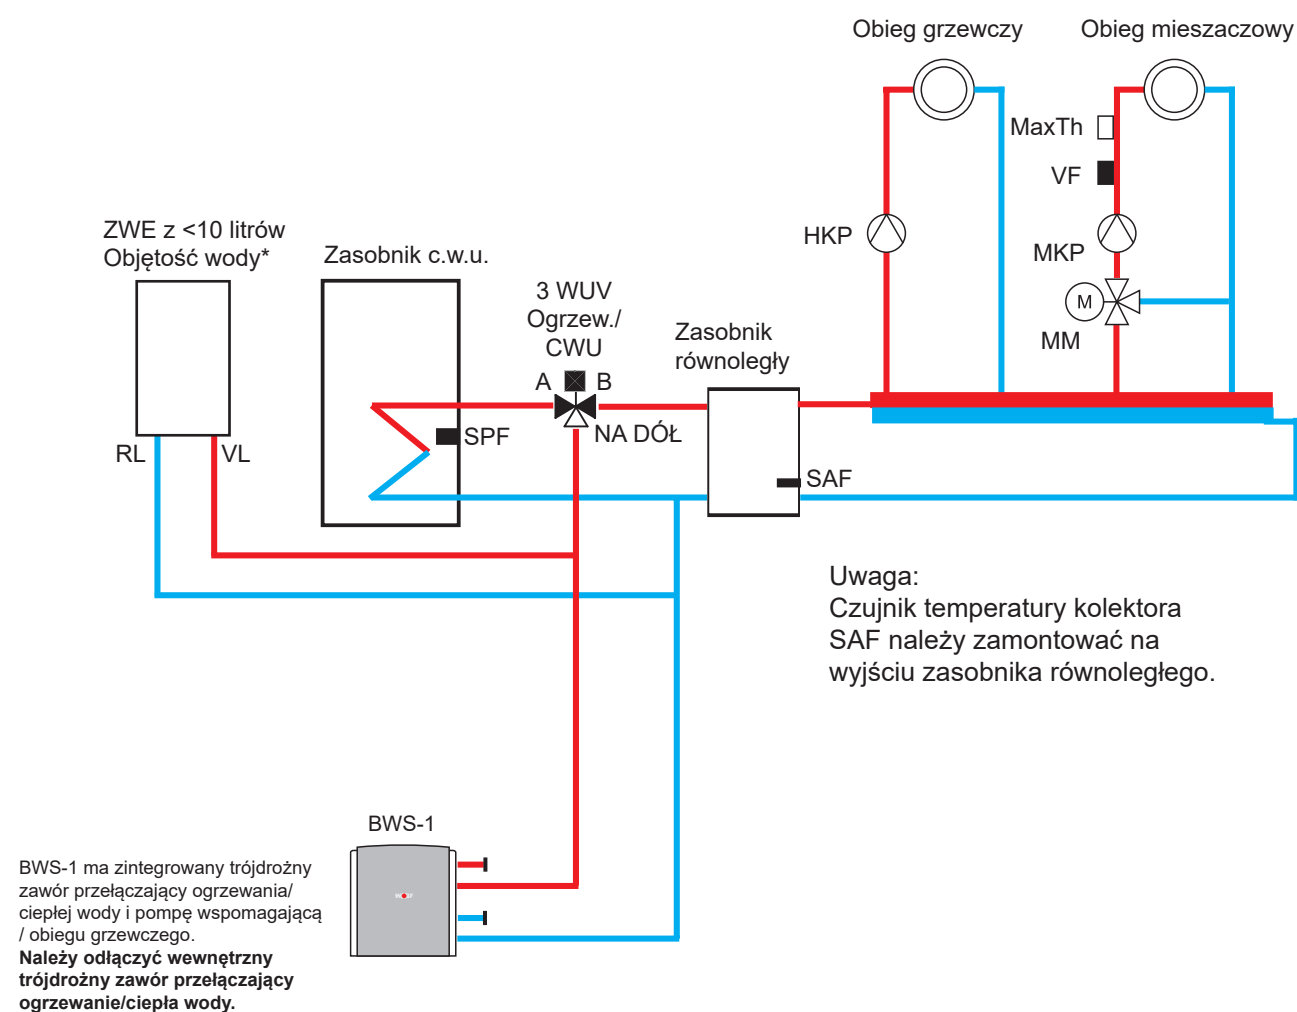 Obieg grzewczy
Obieg mieszaczowy
MaxTh
VF
HKP
MKP
M
MM
ZWE z <10 litrów
Objętość wody*
Zasobnik c.w.u.
3 WUV
Ogrzew./
CWU
A
B
NA DÓŁ
Zasobnik
równoległy
RL
VL
SPF
SAF
Uwaga:
Czujnik temperatury kolektora
SAF należy zamontować na
wyjściu zasobnika równoległego.
BWS-1
BWS-1 ma zintegrowany trójdrożny
zawór przełączający ogrzewania/
ciepłej wody i pompę wspomagającą
/ obiegu grzewczego.
Należy odłączyć wewnętrzny
trójdrożny zawór przełączający
ogrzewanie/ciepła wody.